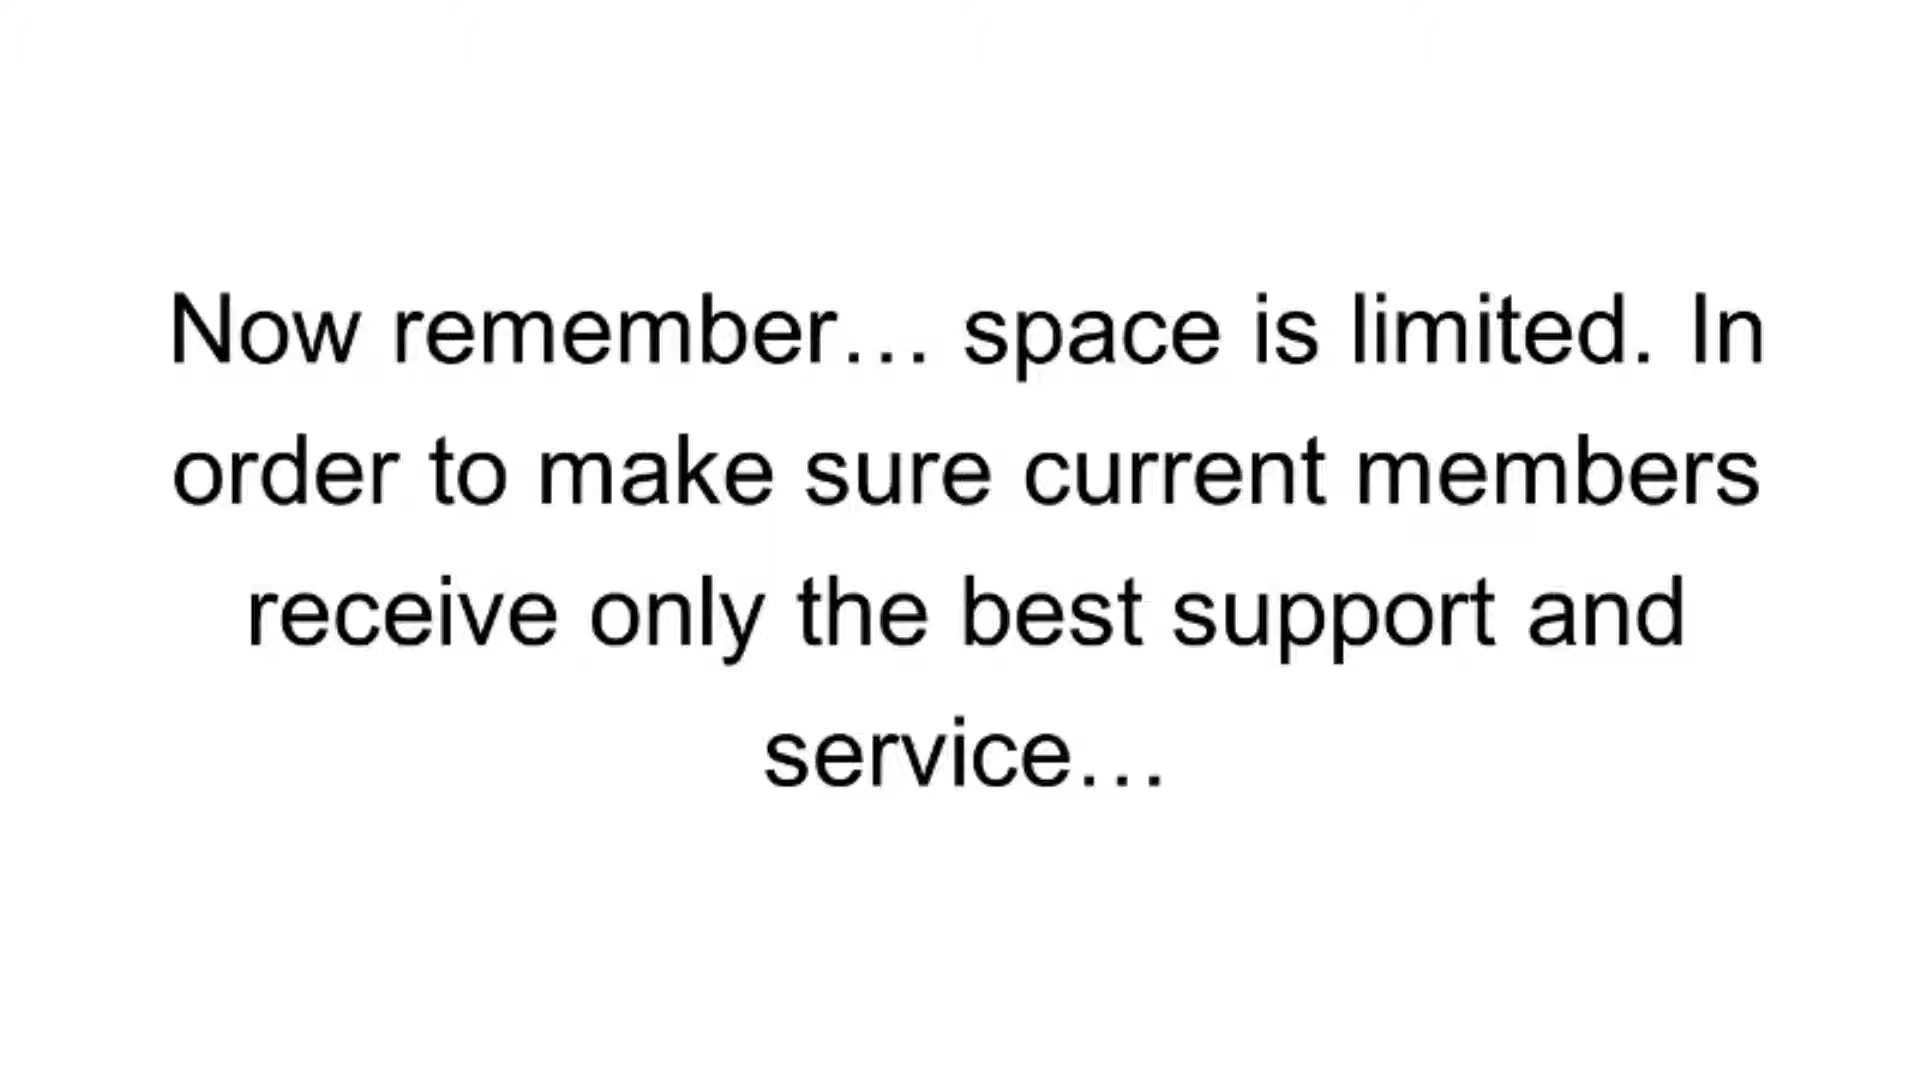 Now remember… space is limited. In
order to make sure current members
receive only the best support and
service…